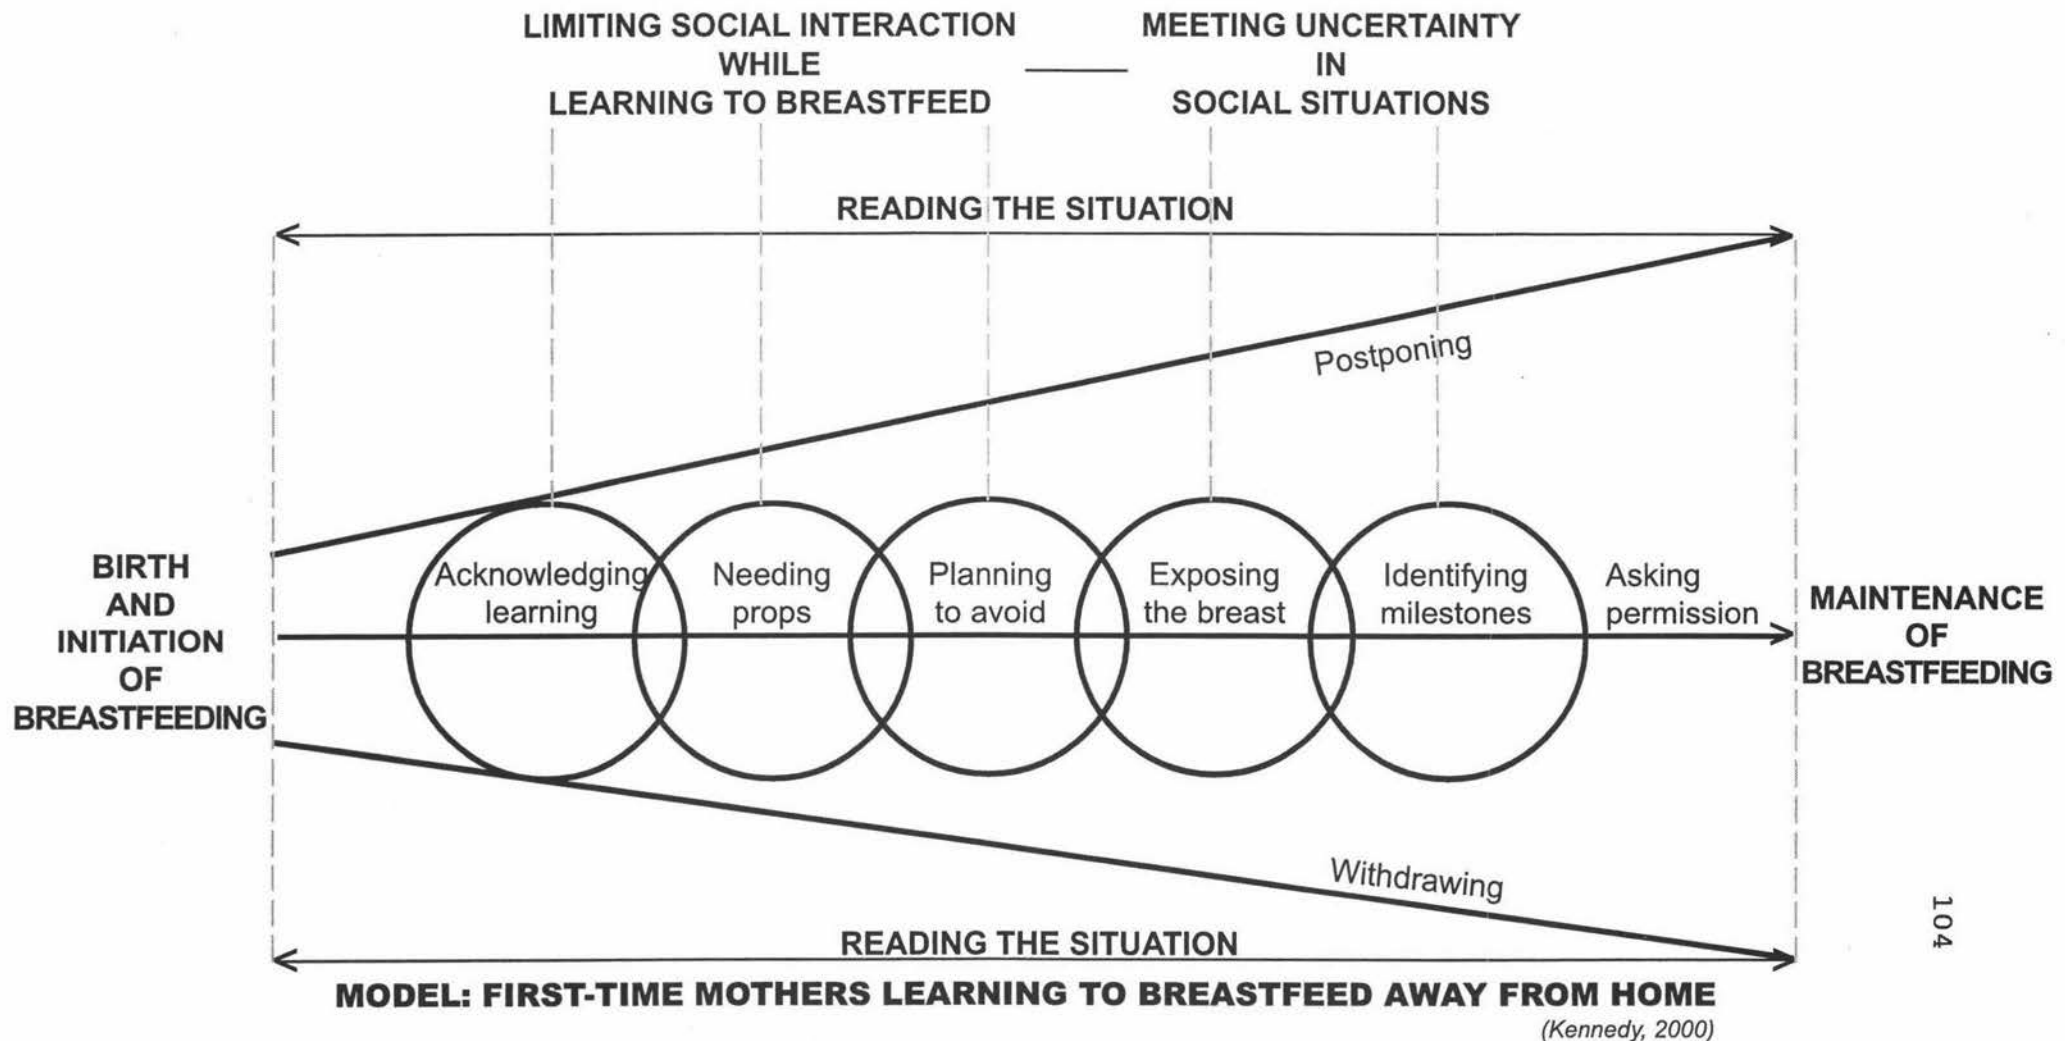 LIMITING SOCIAL INTERACTION
WHILE
LEARNING TO BREASTFEED
MEETING UNCERTAINTY
IN
SOCIAL SITUATIONS
READING THE SITUATION
Postponing
BIRTH
AND
INITIATION
OF
BREASTFEEDING
Acknowledging
learning
Needing
props
Planning
to avoid
Exposing
the breast
Identifying
milestones
Asking
permission
MAINTENANCE
OF
BREASTFEEDING
Withdrawing
READING THE SITUATION
104
MODEL: FIRST-TIME MOTHERS LEARNING TO BREASTFEED AWAY FROM HOME
(Kennedy, 2000)